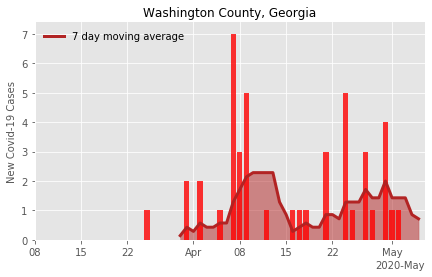 Washington County, Georgia
7 day moving average
New Covid-19 Cases
7
6
5
4
3
2
1
0
08 15 22 Apr 08 15 22 May
2020-May